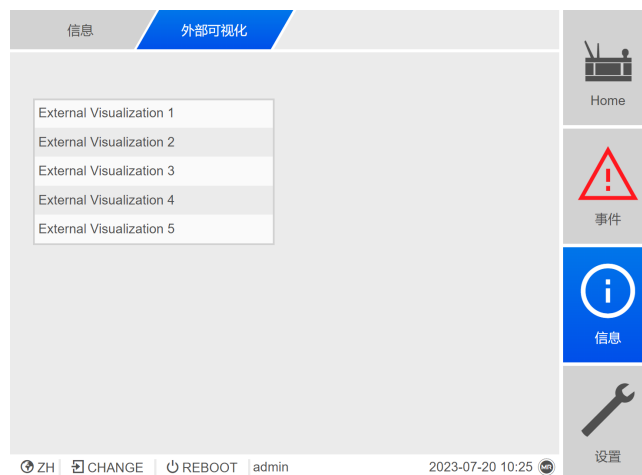 信息
外部可视化
External Visualization 1
External Visualization 2
External Visualization 3
External Visualization 4
External Visualization 5
Home
事件
信息
设置
ZH CHANGE REBOOT admin 2023-07-20 10:25 MR